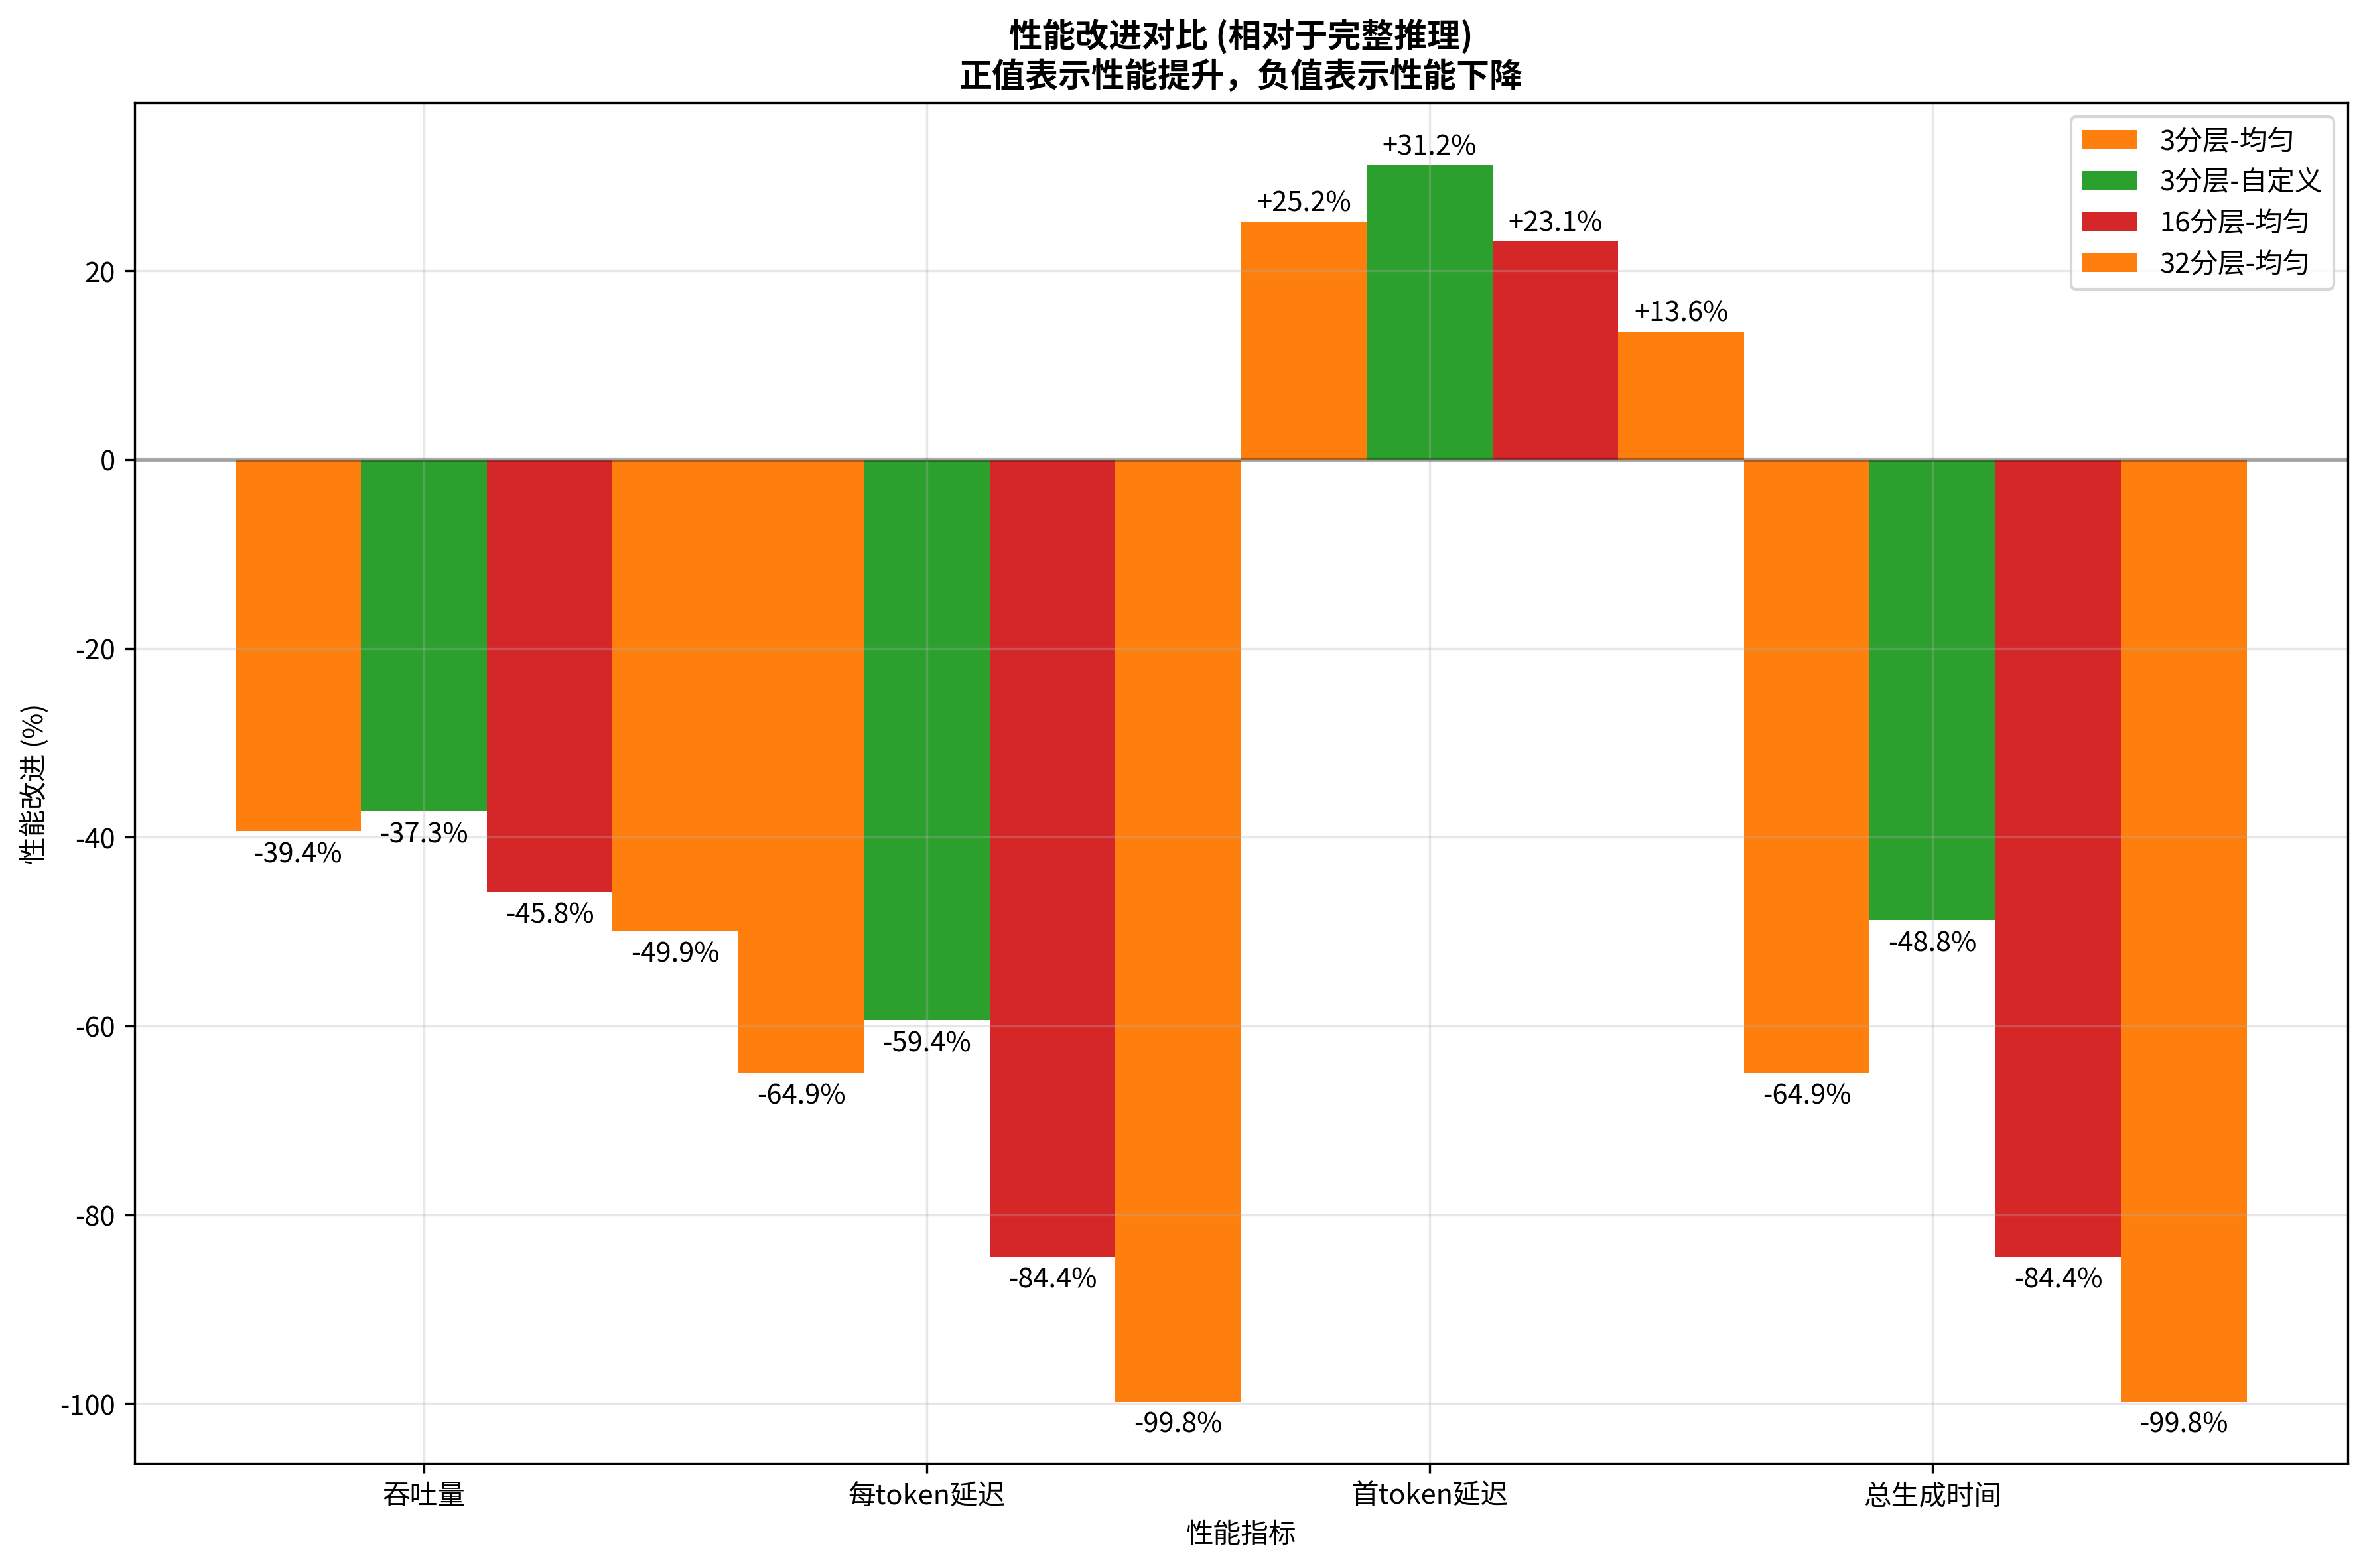 性能改进对比 (相对于完整推理)
正值表示性能提升，负值表示性能下降
3分层-均匀
3分层-自定义
16分层-均匀
32分层-均匀
+31.2%
+25.2%
+23.1%
+13.6%
20
0
-20
-40
-60
-80
-100
性能改进 (%)
-39.4%
-37.3%
-45.8%
-49.9%
-64.9%
-59.4%
-84.4%
-99.8%
-64.9%
-48.8%
-84.4%
-99.8%
吞吐量
每token延迟
首token延迟
总生成时间
性能指标